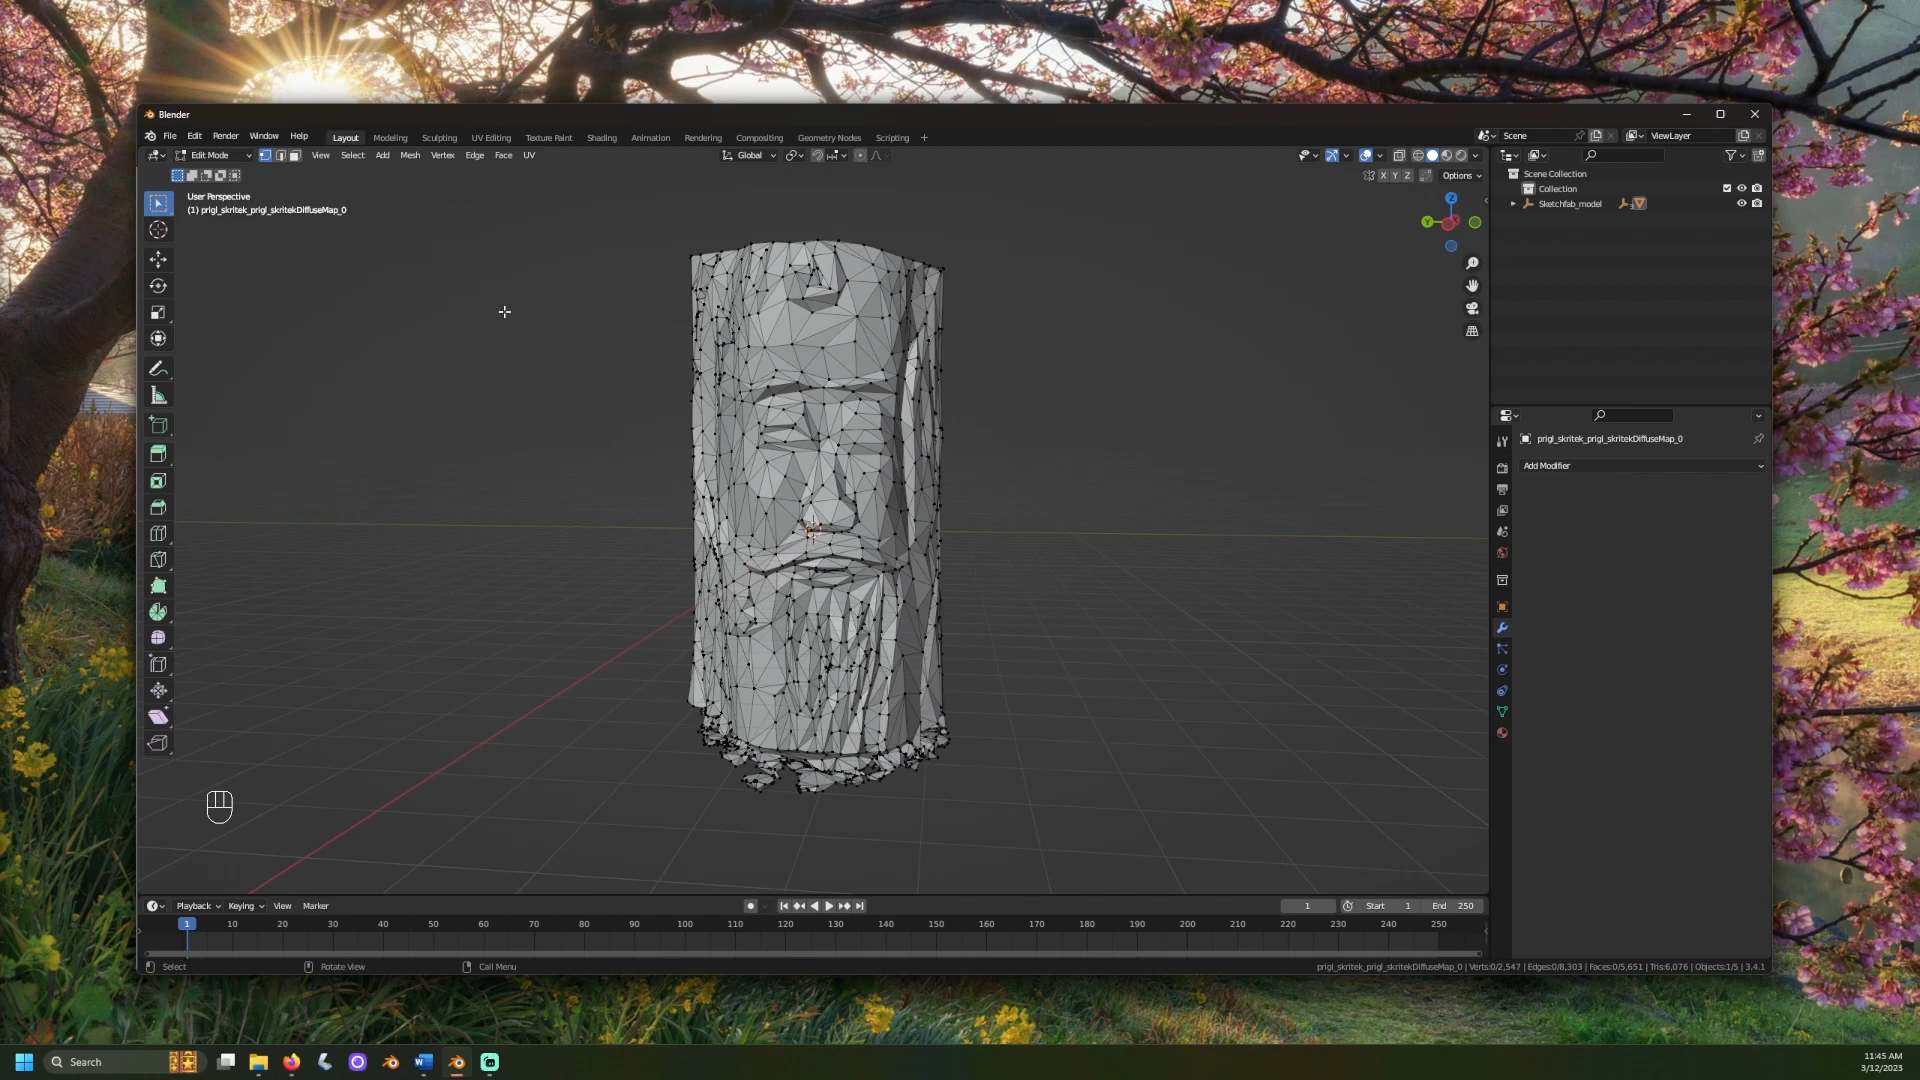 Blender
File Edit Render Window Help Layout Modeling Sculpting UV Editing Texture Paint Shading Animation Rendering Compositing Geometry Nodes Scripting + Scene ViewLayer
Edit Mode View Select Add Mesh Vertex Edge Face UV Global
X Y Z Options
User Perspective
(1) prigl_skritek_prigl_skritekDiffuseMap_0
Z
Y
Scene Collection
Collection
Sketchfab_model
prigl_skritek_prigl_skritekDiffuseMap_0
Add Modifier
Playback Keying View Marker 1 Start 1 End 250
1 10 20 30 40 50 60 70 80 90 100 110 120 130 140 150 160 170 180 190 200 210 220 230 240 250
Select Rotate View Call Menu prigl_skritek_prigl_skritekDiffuseMap_0 | Verts:0/2,547 | Edges:0/8,303 | Faces:0/5,651 | Tris:6,076 | Objects:1/5 | 3.4.1
Search
11:45 AM
3/12/2023